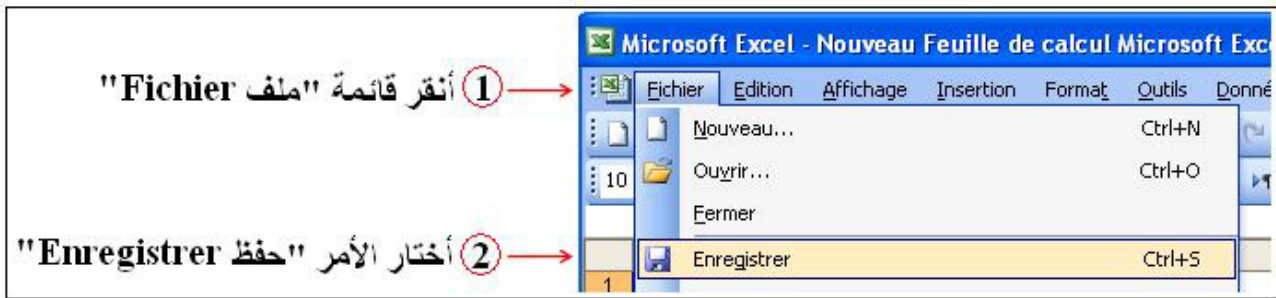 Microsoft Excel - Nouveau Feuille de calcul Microsoft Exc
① أنقر قائمة "ملف Fichier"
Fichier Edition Affichage Insertion Format Outils Donné
Nouveau... Ctrl+N
10 Ouvrir... Ctrl+O
Fermer
② أختار الأمر "حفظ Enregistrer"
Enregistrer Ctrl+S
1